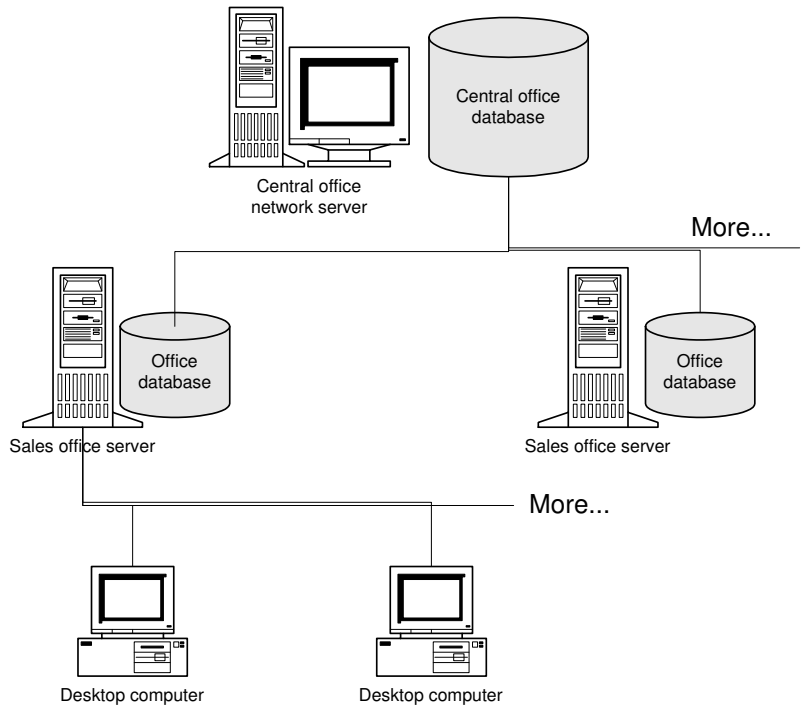 Central office
database
Central office
network server
More...
Office
database
Office
database
Sales office server
Sales office server
More...
Desktop computer
Desktop computer